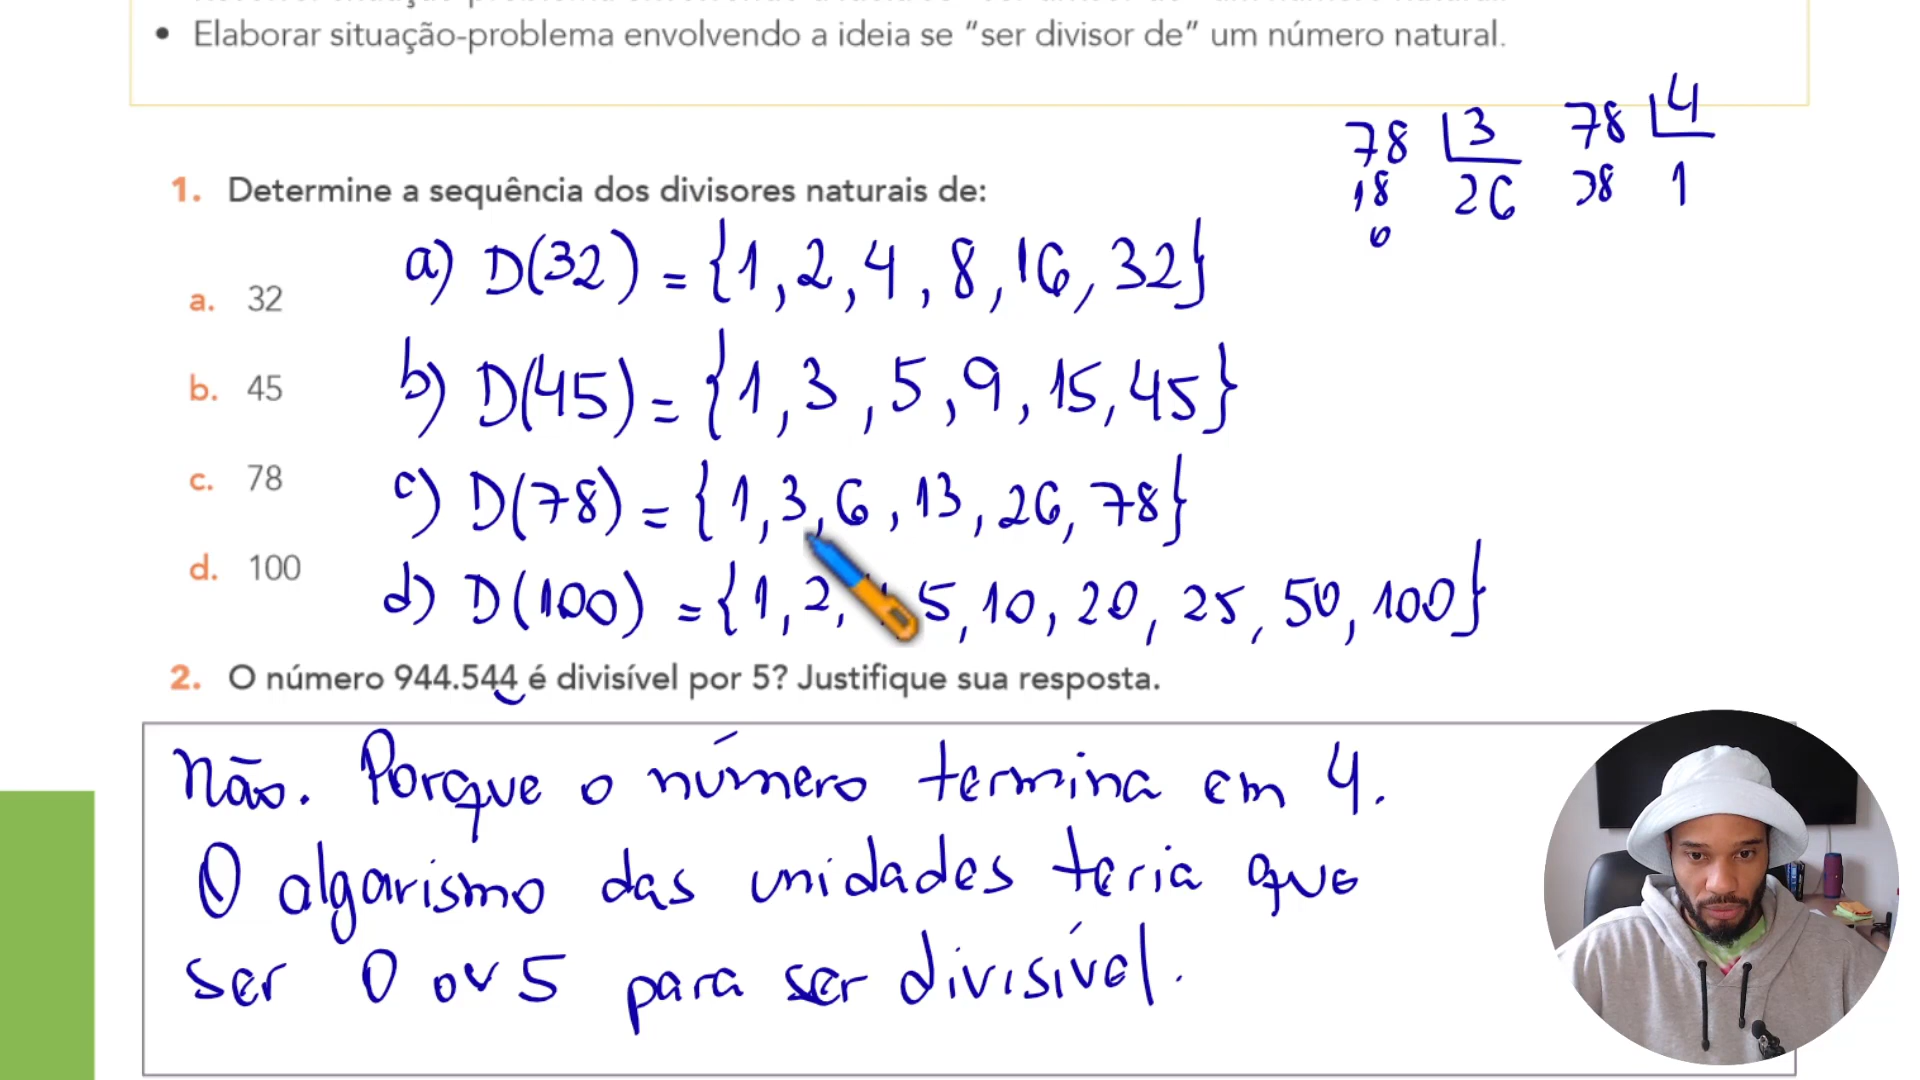 • Elaborar situação-problema envolvendo a ideia se “ser divisor de” um número natural.
78 3 78 4
18 26 38 1
0
1. Determine a sequência dos divisores naturais de:
a) D(32) = {1, 2, 4, 8, 16, 32}
a. 32
b) D(45) = {1, 3, 5, 9, 15, 45}
b. 45
c) D(78) = {1, 3, 6, 13, 26, 78}
c. 78
d) D(100) = {1, 2, 5, 10, 20, 25, 50, 100}
d. 100
2. O número 944.544 é divisível por 5? Justifique sua resposta.
Não. Porque o número termina em 4.
O algarismo das unidades teria que
ser 0 ou 5 para ser divisível.